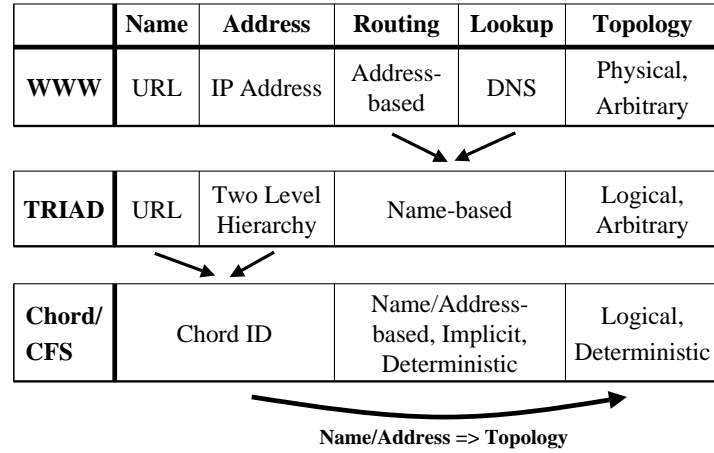 Name Address Routing Lookup Topology
WWW URL IP Address Address-based DNS Physical, Arbitrary
TRIAD URL Two Level Hierarchy Name-based Logical, Arbitrary
Chord/CFS Chord ID Name/Address-based, Implicit, Deterministic Logical, Deterministic
Name/Address => Topology